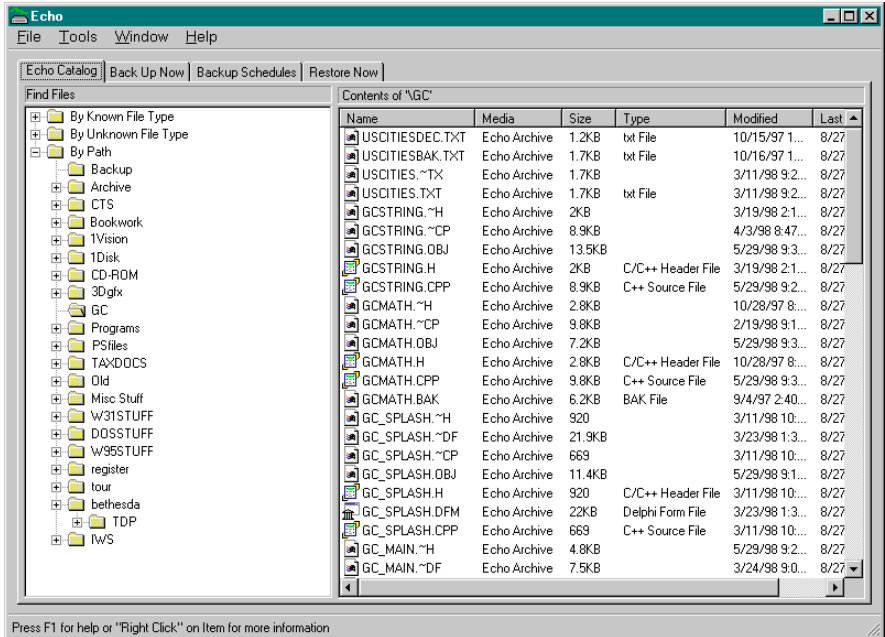 Echo
File Tools Window Help
Echo Catalog Back Up Now Backup Schedules Restore Now
Find Files
By Known File Type
By Unknown File Type
By Path
Backup
Archive
CTS
Bookwork
1Vision
1Disk
CD-ROM
3Dgfx
GC
Programs
PSfiles
TAXDOCS
Old
Misc Stuff
W31STUFF
DOSSTUFF
W95STUFF
register
tour
bethesda
TDP
IWS
Contents of '\GC'
Name Media Size Type Modified Last
USCITIESDEC.TXT Echo Archive 1.2KB txt File 10/15/97 1... 8/27
USCITIESBAK.TXT Echo Archive 1.7KB txt File 10/16/97 1... 8/27
USCITIES.~TX Echo Archive 1.7KB 3/11/98 9:2... 8/27
USCITIES.TXT Echo Archive 1.7KB txt File 3/11/98 9:2... 8/27
GCSTRING.~H Echo Archive 2KB 3/19/98 2:1... 8/27
GCSTRING.~CP Echo Archive 8.9KB 4/3/98 8:47... 8/27
GCSTRING.OBJ Echo Archive 13.5KB 5/29/98 9:3... 8/27
GCSTRING.H Echo Archive 2KB C/C++ Header File 3/19/98 2:1... 8/27
GCSTRING.CPP Echo Archive 8.9KB C++ Source File 5/29/98 9:2... 8/27
GCMATH.~H Echo Archive 2.8KB 10/28/97 8:... 8/27
GCMATH.~CP Echo Archive 9.8KB 2/19/98 9:1... 8/27
GCMATH.OBJ Echo Archive 7.2KB 5/29/98 9:3... 8/27
GCMATH.H Echo Archive 2.8KB C/C++ Header File 10/28/97 8:... 8/27
GCMATH.CPP Echo Archive 9.8KB C++ Source File 5/29/98 9:3... 8/27
GCMATH.BAK Echo Archive 6.2KB BAK File 9/4/97 2:40... 8/27
GC_SPLASH.~H Echo Archive 920 3/11/98 10:... 8/27
GC_SPLASH.~DF Echo Archive 21.9KB 3/23/98 1:3... 8/27
GC_SPLASH.~CP Echo Archive 669 3/11/98 10:... 8/27
GC_SPLASH.OBJ Echo Archive 11.4KB 5/29/98 9:1... 8/27
GC_SPLASH.H Echo Archive 920 C/C++ Header File 3/11/98 10:... 8/27
GC_SPLASH.DFM Echo Archive 22KB Delphi Form File 3/23/98 1:3... 8/27
GC_SPLASH.CPP Echo Archive 669 C++ Source File 3/11/98 10:... 8/27
GC_MAIN.~H Echo Archive 4.8KB 5/29/98 9:2... 8/27
GC_MAIN.~DF Echo Archive 7.5KB 3/24/98 9:0... 8/27
Press F1 for help or "Right Click" on Item for more information